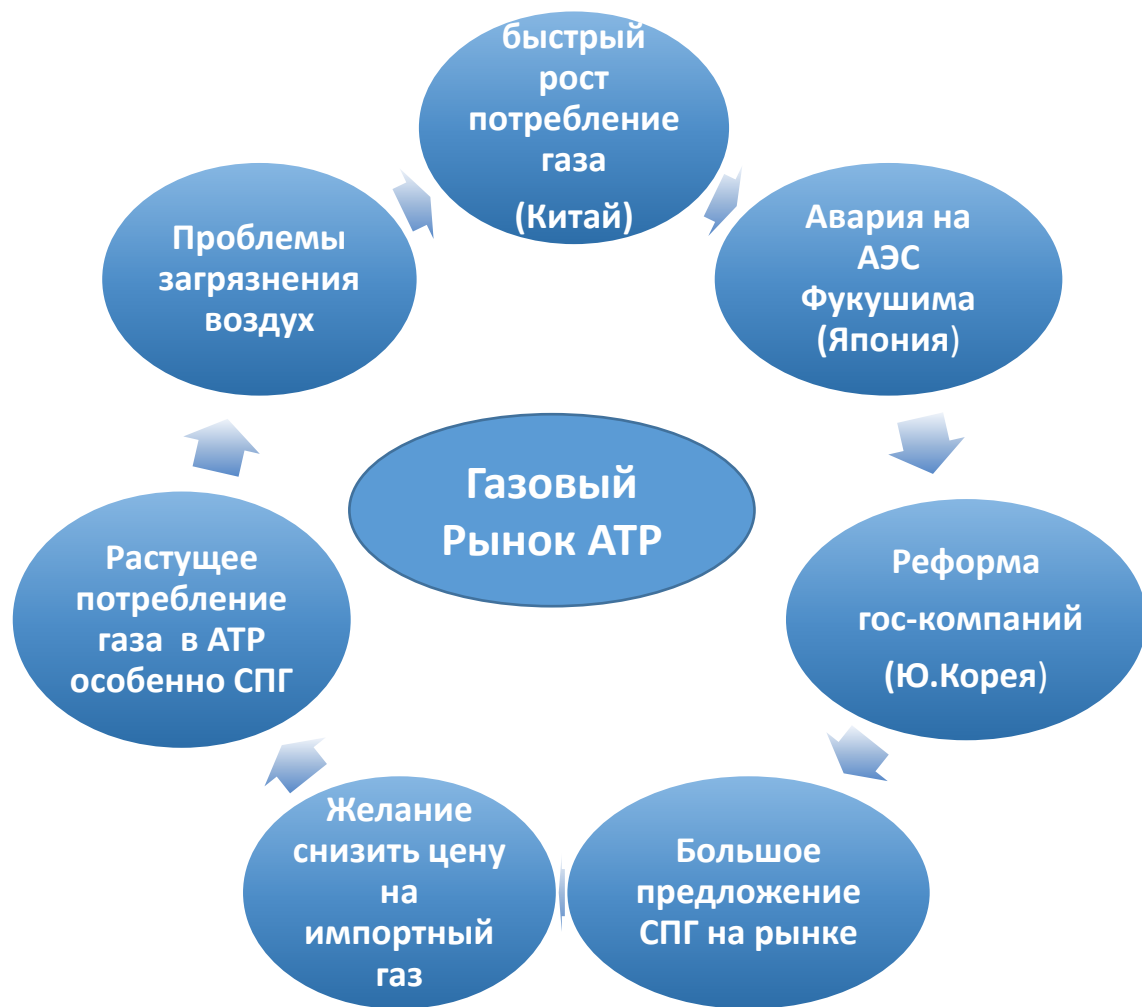 быстрый
рост
потребление
газа
(Китай)
Авария на
АЭС
Фукушима
(Япония)
Реформа
гос-компаний
(Ю.Корея)
Большое
предложение
СПГ на рынке
Желание
снизить цену
на
импортный
газ
Растущее
потребление
газа в АТР
особенно СПГ
Проблемы
загрязнения
воздух
Газовый
Рынок АТР